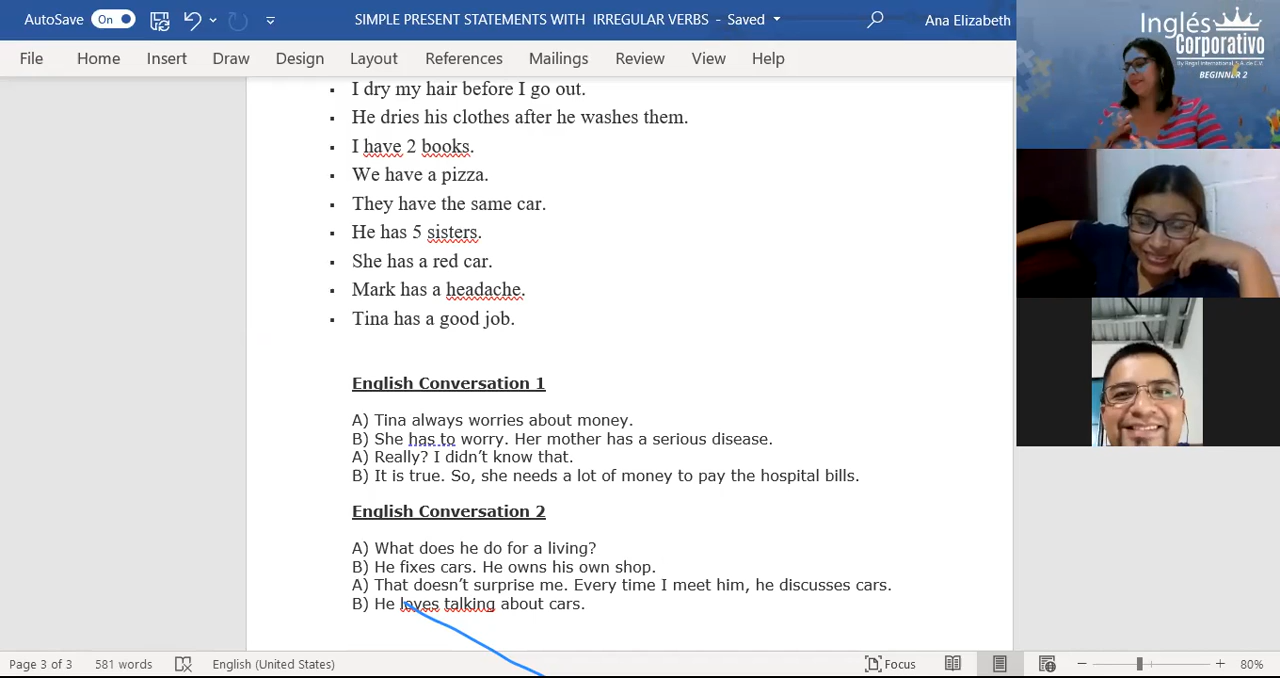 AutoSave On SIMPLE PRESENT STATEMENTS WITH IRREGULAR VERBS - Saved Ana Elizabeth
File Home Insert Draw Design Layout References Mailings Review View Help
Inglés
Corporativo
By Regal International S.A. de C.V.
BEGINNER 2
▪ I dry my hair before I go out.
▪ He dries his clothes after he washes them.
▪ I have 2 books.
▪ We have a pizza.
▪ They have the same car.
▪ He has 5 sisters.
▪ She has a red car.
▪ Mark has a headache.
▪ Tina has a good job.
English Conversation 1
A) Tina always worries about money.
B) She has to worry. Her mother has a serious disease.
A) Really? I didn’t know that.
B) It is true. So, she needs a lot of money to pay the hospital bills.
English Conversation 2
A) What does he do for a living?
B) He fixes cars. He owns his own shop.
A) That doesn’t surprise me. Every time I meet him, he discusses cars.
B) He loves talking about cars.
Page 3 of 3 581 words English (United States) Focus 80%